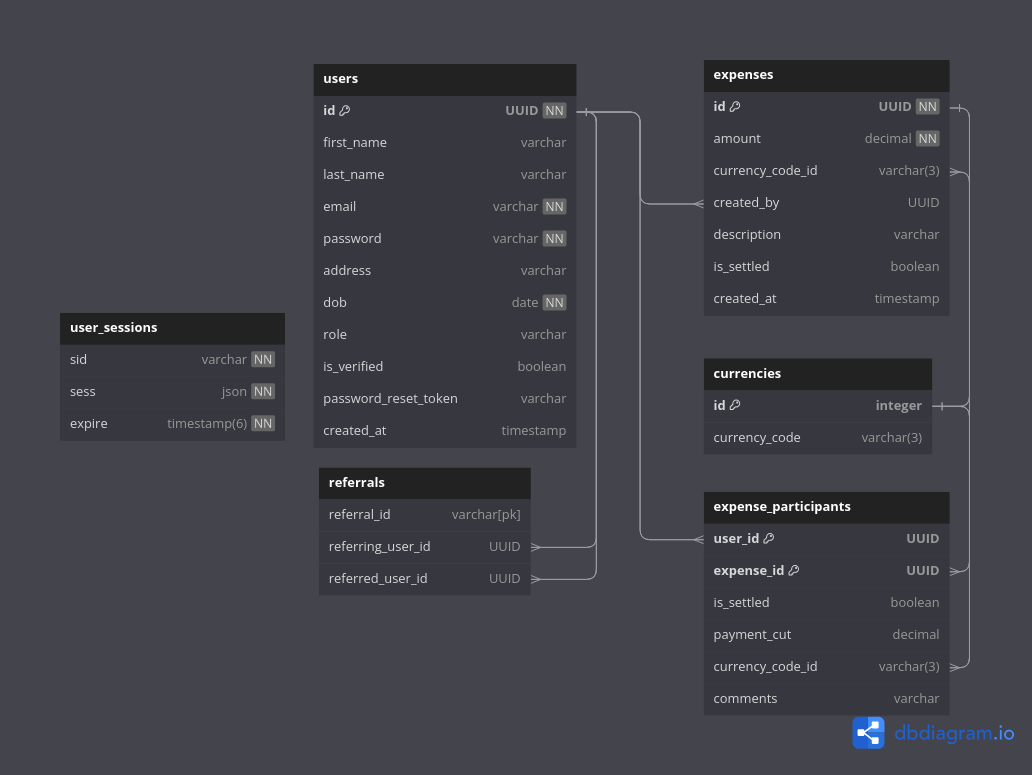 users
id UUID NN
first_name varchar
last_name varchar
email varchar NN
password varchar NN
address varchar
dob date NN
role varchar
is_verified boolean
password_reset_token varchar
created_at timestamp
expenses
id UUID NN
amount decimal NN
currency_code_id varchar(3)
created_by UUID
description varchar
is_settled boolean
created_at timestamp
user_sessions
sid varchar NN
sess json NN
expire timestamp(6) NN
currencies
id integer
currency_code varchar(3)
referrals
referral_id varchar[pk]
referring_user_id UUID
referred_user_id UUID
expense_participants
user_id UUID
expense_id UUID
is_settled boolean
payment_cut decimal
currency_code_id varchar(3)
comments varchar
dbdiagram.io